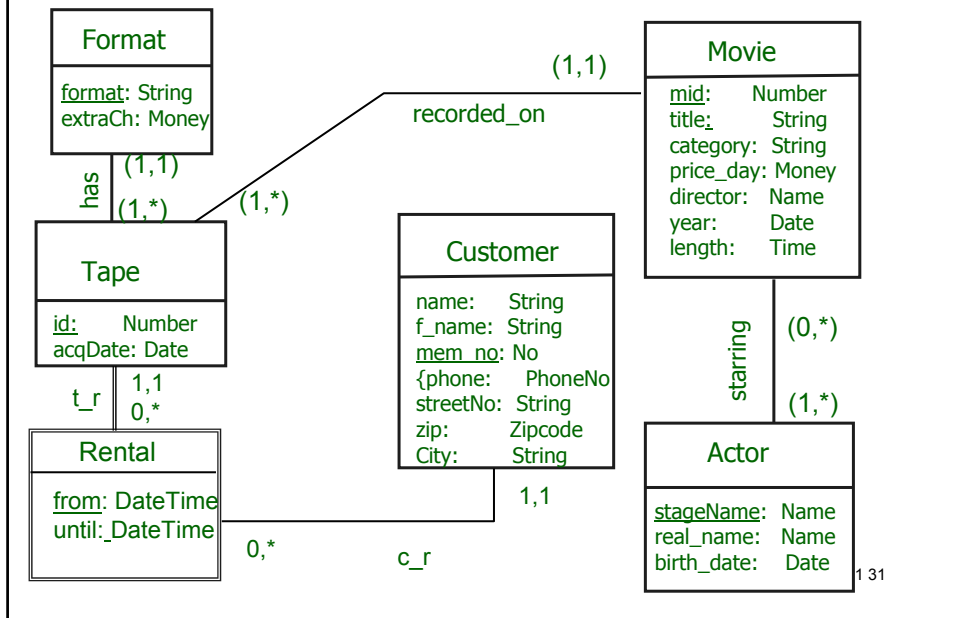 Format
format: String
extraCh: Money
(1,1)
has
(1,*)
Tape
id: Number
acqDate: Date
1,1
t_r
0,*
Rental
from: DateTime
until: DateTime
0,*
c_r
1,1
Customer
name: String
f_name: String
mem_no: No
{phone: PhoneNo
streetNo: String
zip: Zipcode
City: String
(1,*)
recorded_on
(1,1)
Movie
mid: Number
title: String
category: String
price_day: Money
director: Name
year: Date
length: Time
(0,*)
starring
(1,*)
Actor
stageName: Name
real_name: Name
birth_date: Date
1 31